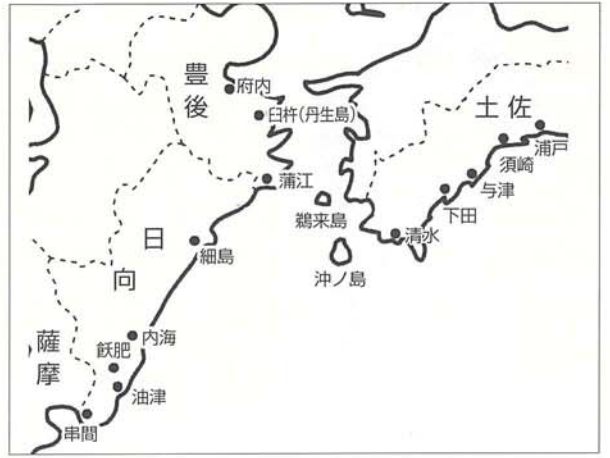 豊後
府内
臼杵(丹生島)
蒲江
土佐
浦戸
須崎
与津
下田
清水
鵜来島
沖ノ島
日向
細島
内海
飫肥
油津
薩摩
串間